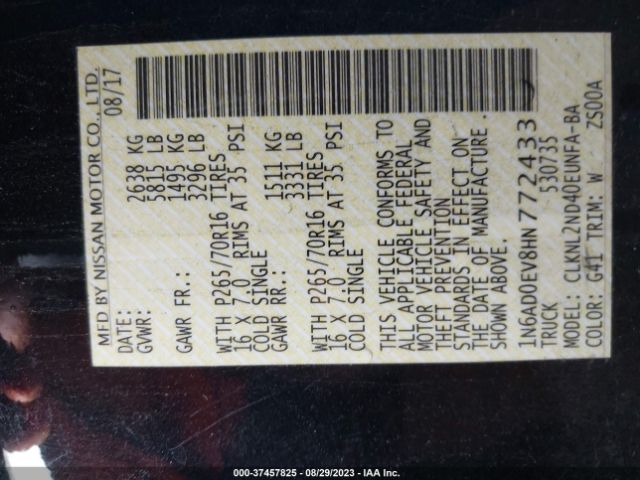 MFD BY NISSAN MOTOR CO., LTD.
DATE: 08/17
GVWR: 2638 KG
5815 LB
GAWR FR.: 1495 KG
3296 LB
WITH P265/70R16 TIRES
16 X 7.0 RIMS AT 35 PSI
COLD SINGLE
GAWR RR.: 1511 KG
3331 LB
WITH P265/70R16 TIRES
16 X 7.0 RIMS AT 35 PSI
COLD SINGLE
THIS VEHICLE CONFORMS TO
ALL APPLICABLE FEDERAL
MOTOR VEHICLE SAFETY AND
THEFT PREVENTION
STANDARDS IN EFFECT ON
THE DATE OF MANUFACTURE
SHOWN ABOVE.
1N6AD0EV8HN772433
TRUCK 530735
MODEL: CLKNL2ND40EUNFA-BA
COLOR: G41 TRIM: W ZS00A
000-37457825 - 08/29/2023 - IAA Inc.